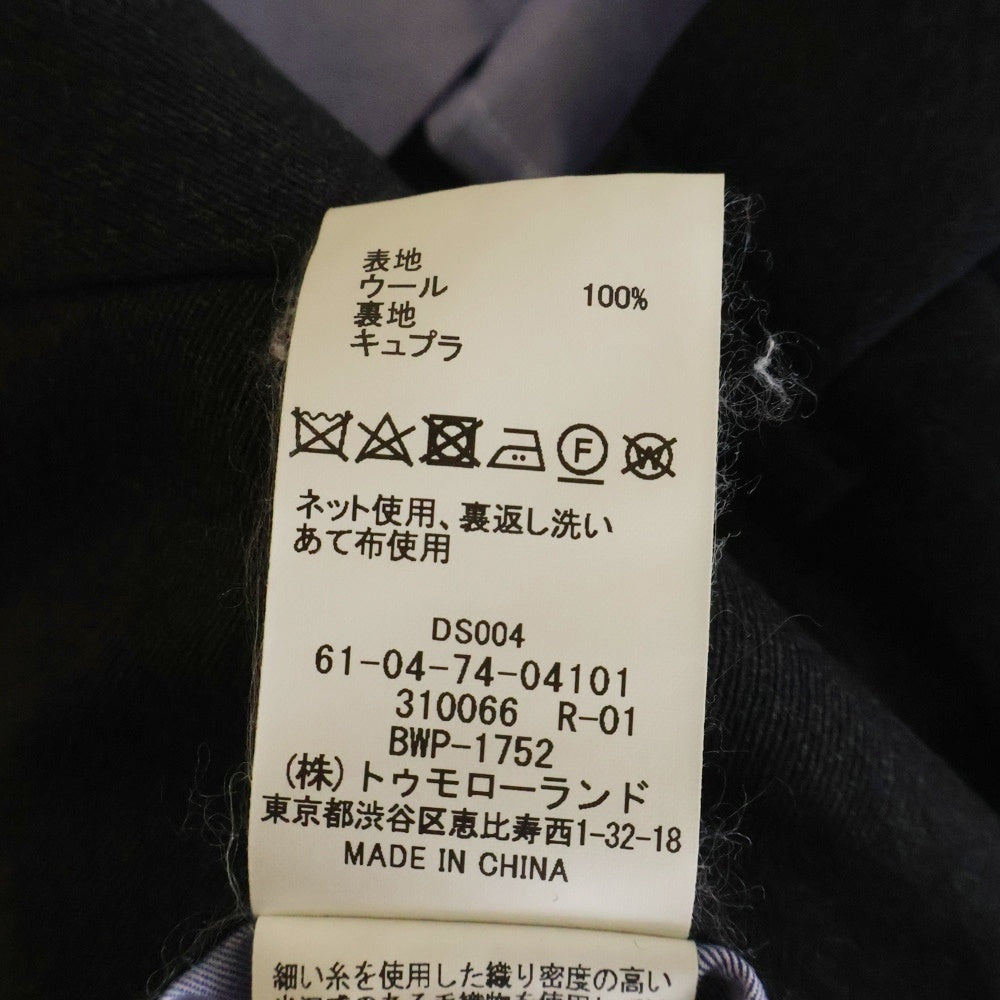 表地
ウール 100%
裏地
キュプラ
F W
ネット使用、裏返し洗い
あて布使用
DS004
61-04-74-04101
310066 R-01
BWP-1752
(株)トゥモローランド
東京都渋谷区恵比寿西1-32-18
MADE IN CHINA
細い糸を使用した織り密度の高い